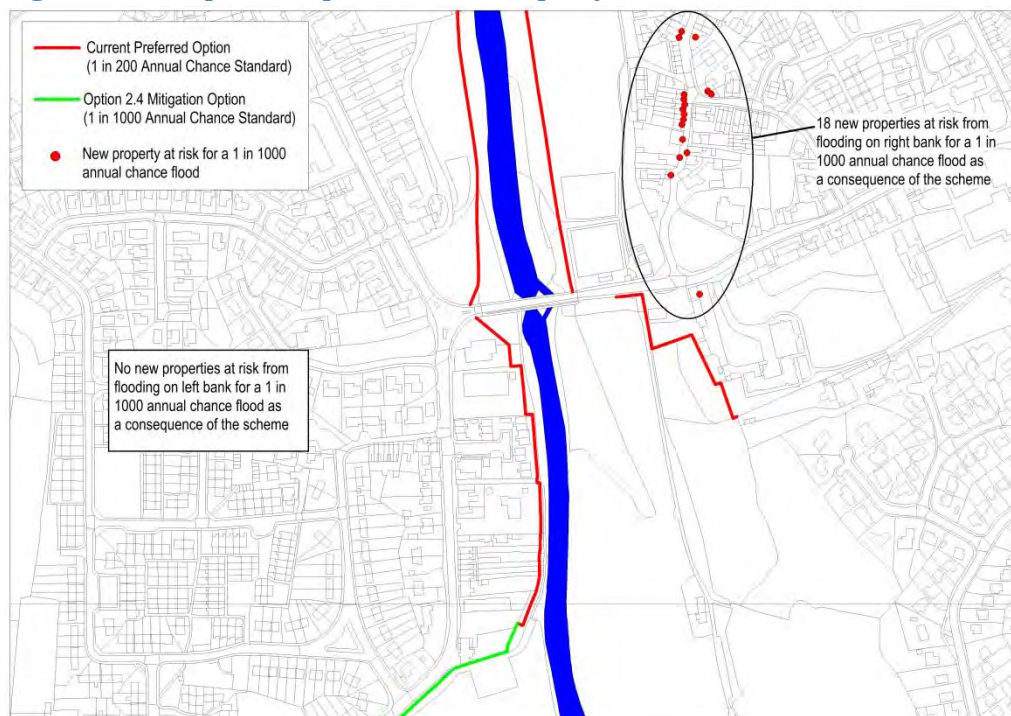 Current Preferred Option
(1 in 200 Annual Chance Standard)
Option 2.4 Mitigation Option
(1 in 1000 Annual Chance Standard)
New property at risk for a 1 in 1000
annual chance flood
18 new properties at risk from
flooding on right bank for a 1 in
1000 annual chance flood as
a consequence of the scheme
No new properties at risk from
flooding on left bank for a 1 in
1000 annual chance flood as
a consequence of the scheme